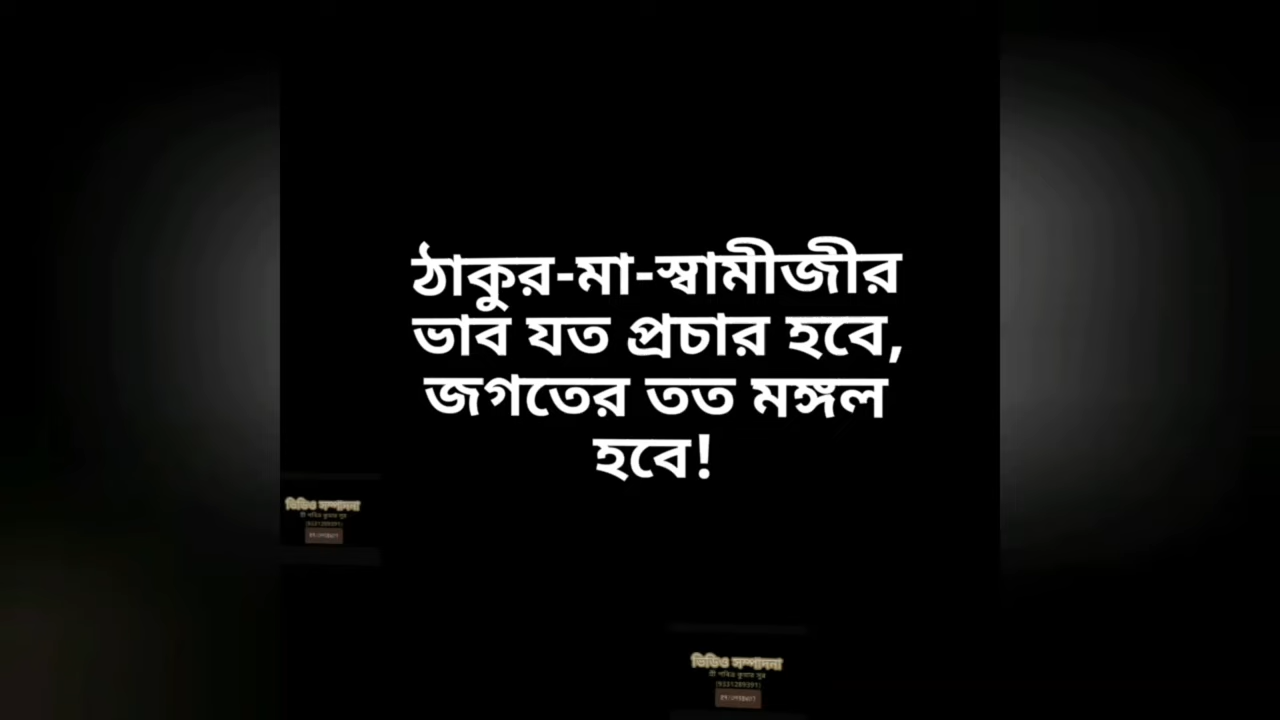 ঠাকুর-মা-স্বামীজীর
ভাব যত প্রচার হবে,
জগতের তত মঙ্গল
হবে!
ভিডিও সম্পাদনা
ভিডিও সম্পাদনা